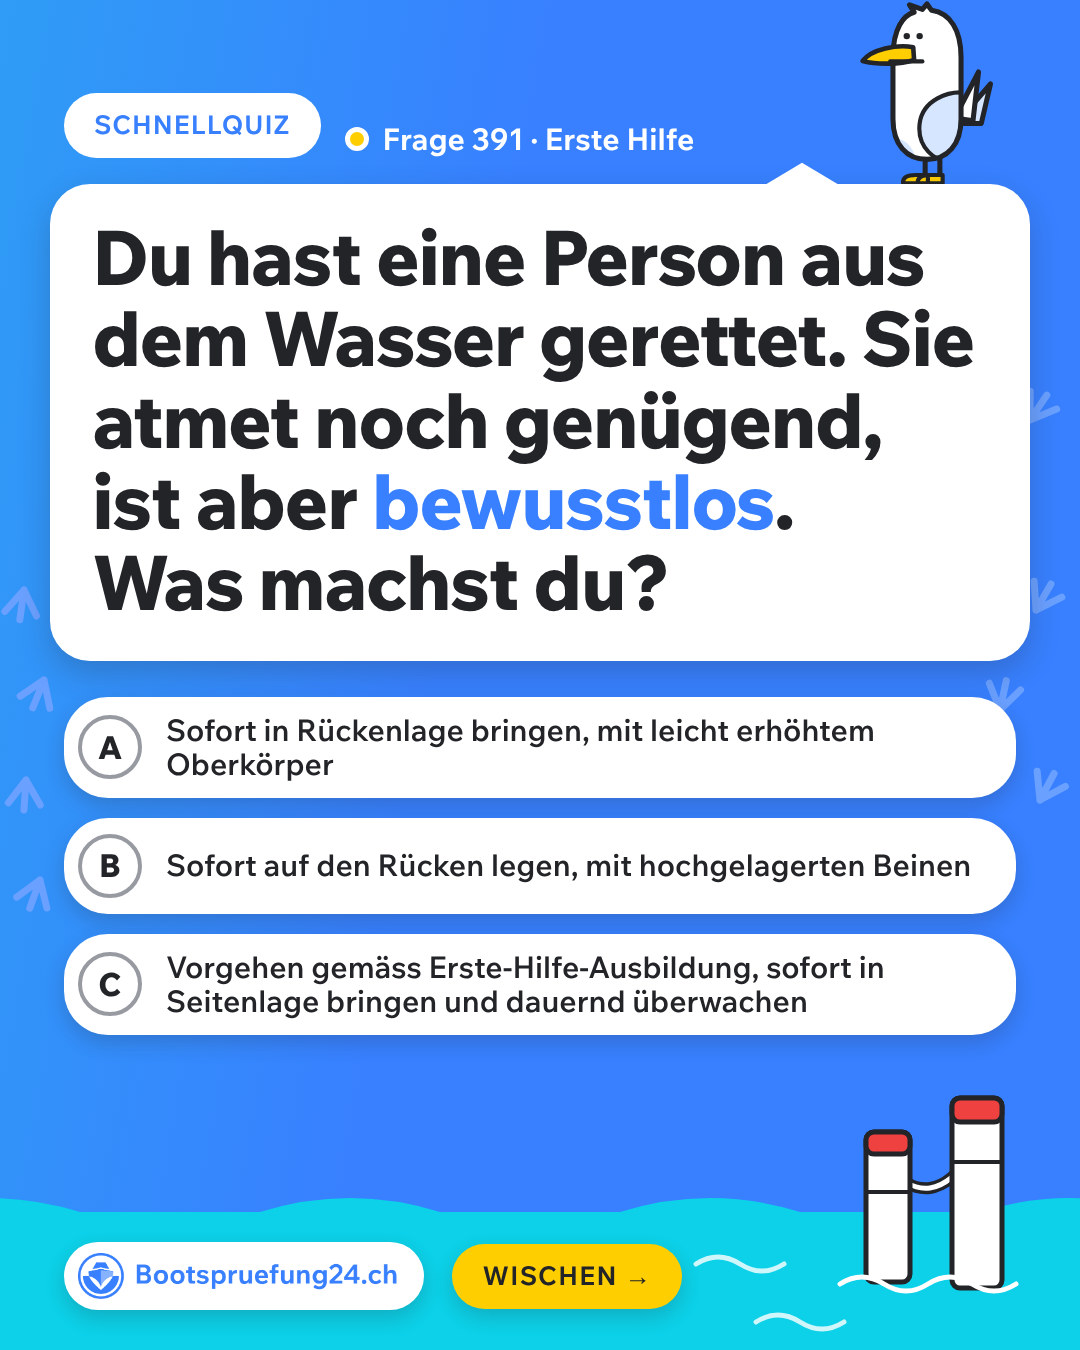 SCHNELLQUIZ
Frage 391 · Erste Hilfe
Du hast eine Person aus
dem Wasser gerettet. Sie
atmet noch genügend,
ist aber bewusstlos.
Was machst du?
A
Sofort in Rückenlage bringen, mit leicht erhöhtem
Oberkörper
B
Sofort auf den Rücken legen, mit hochgelagerten Beinen
C
Vorgehen gemäss Erste-Hilfe-Ausbildung, sofort in
Seitenlage bringen und dauernd überwachen
Bootspruefung24.ch
WISCHEN →